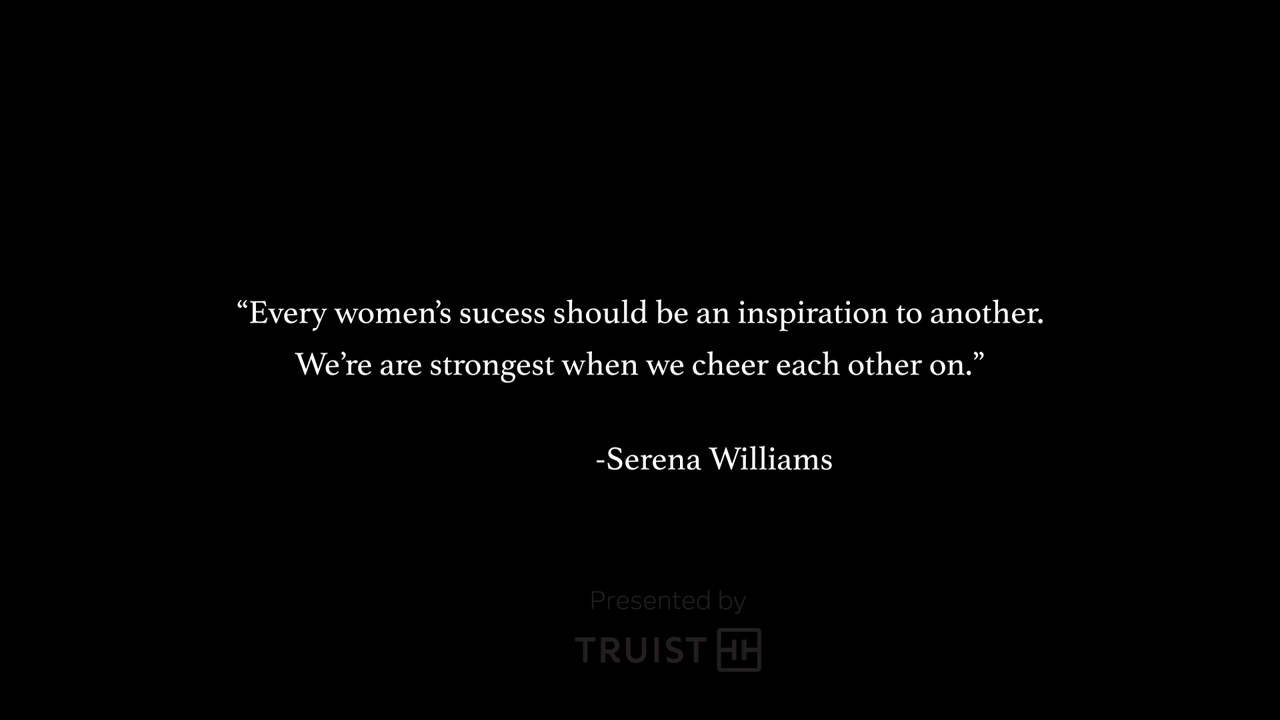 “Every women’s sucess should be an inspiration to another.
We’re are strongest when we cheer each other on.”
-Serena Williams
Presented by
TRUIST